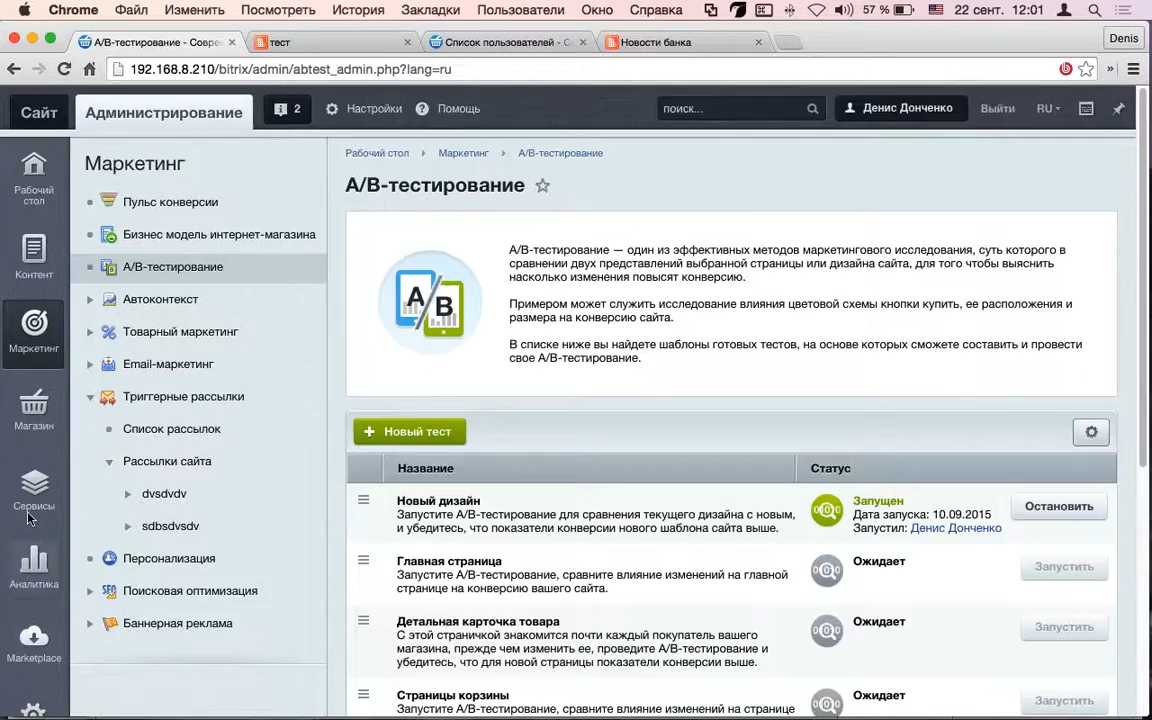 Chrome Файл Изменить Посмотреть История Закладки Пользователи Окно Справка 57 % 22 сент. 12:01
А/В-тестирование - Совро
тест
Список пользователей - С
Новости банка
Denis
192.168.8.210/bitrix/admin/abtest_admin.php?lang=ru
Сайт
Администрирование
2
Настройки
Помощь
поиск...
Денис Донченко
Выйти
RU
Рабочий стол
Контент
Маркетинг
Магазин
Сервисы
Аналитика
Marketplace
Маркетинг
Пульс конверсии
Бизнес модель интернет-магазина
А/В-тестирование
Автоконтекст
Товарный маркетинг
Email-маркетинг
Триггерные рассылки
Список рассылок
Рассылки сайта
dvsdvdv
sdbsdvsdv
Персонализация
Поисковая оптимизация
Баннерная реклама
Рабочий стол Маркетинг А/В-тестирование
А/В-тестирование
A
B
А/В-тестирование — один из эффективных методов маркетингового исследования, суть которого в
сравнении двух представлений выбранной страницы или дизайна сайта, для того чтобы выяснить
насколько изменения повысят конверсию.
Примером может служить исследование влияния цветовой схемы кнопки купить, ее расположения и
размера на конверсию сайта.
В списке ниже вы найдете шаблоны готовых тестов, на основе которых сможете составить и провести
свое А/В-тестирование.
+ Новый тест
Название
Статус
Новый дизайн
Запустите А/В-тестирование для сравнения текущего дизайна с новым,
и убедитесь, что показатели конверсии нового шаблона сайта выше.
Запущен
Дата запуска: 10.09.2015
Запустил: Денис Донченко
Остановить
Главная страница
Запустите А/В-тестирование, сравните влияние изменений на главной
странице на конверсию вашего сайта.
Ожидает
Запустить
Детальная карточка товара
С этой страничкой знакомится почти каждый покупатель вашего
магазина, прежде чем изменить ее, проведите А/В-тестирование и
убедитесь, что для новой страницы показатели конверсии выше.
Ожидает
Запустить
Страницы корзины
Запустите А/В-тестирование, сравните влияние изменений на странице
Ожидает
Запустить